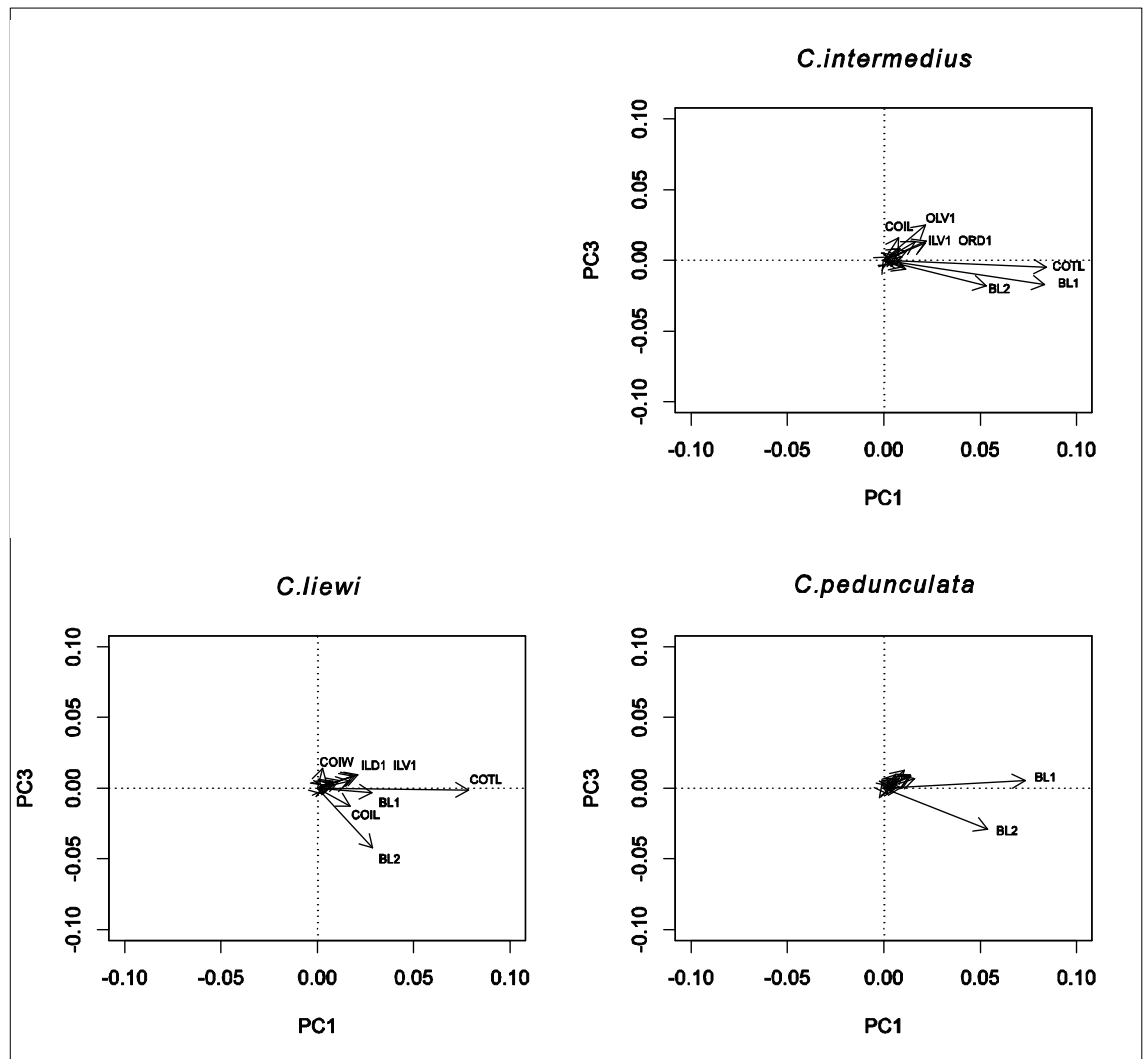 C.intermedius
0.10
0.05
0.00
-0.05
-0.10
PC3
COIL OLV1
ILV1 ORD1
COTL
BL2 BL1
-0.10 -0.05 0.00 0.05 0.10
PC1
C.liewi
0.10
0.05
0.00
-0.05
-0.10
PC3
COIW ILD1 ILV1
COTL
BL1
COIL
BL2
-0.10 -0.05 0.00 0.05 0.10
PC1
C.pedunculata
0.10
0.05
0.00
-0.05
-0.10
PC3
BL1
BL2
-0.10 -0.05 0.00 0.05 0.10
PC1